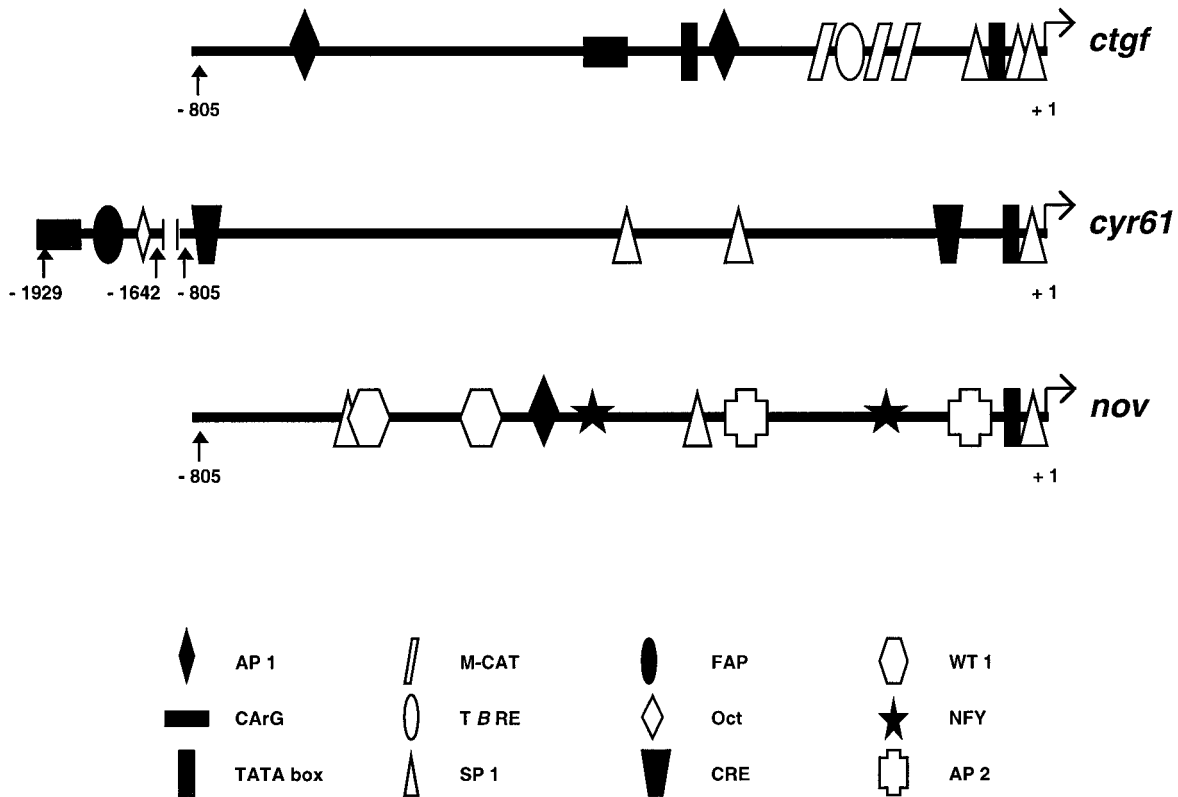 ctgf
- 805
+ 1
cyr61
- 1929
- 1642
- 805
+ 1
nov
- 805
+ 1
AP 1
M-CAT
FAP
WT 1
CArG
T B RE
Oct
NFY
TATA box
SP 1
CRE
AP 2